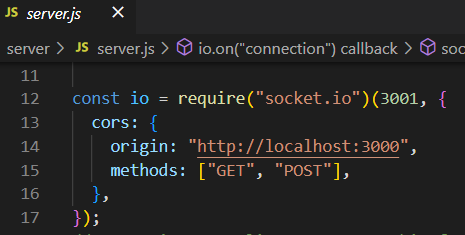 JS server.js ×
server > JS server.js > io.on("connection") callback > soc
11
12 const io = require("socket.io")(3001, {
13 cors: {
14 origin: "http://localhost:3000",
15 methods: ["GET", "POST"],
16 },
17 });